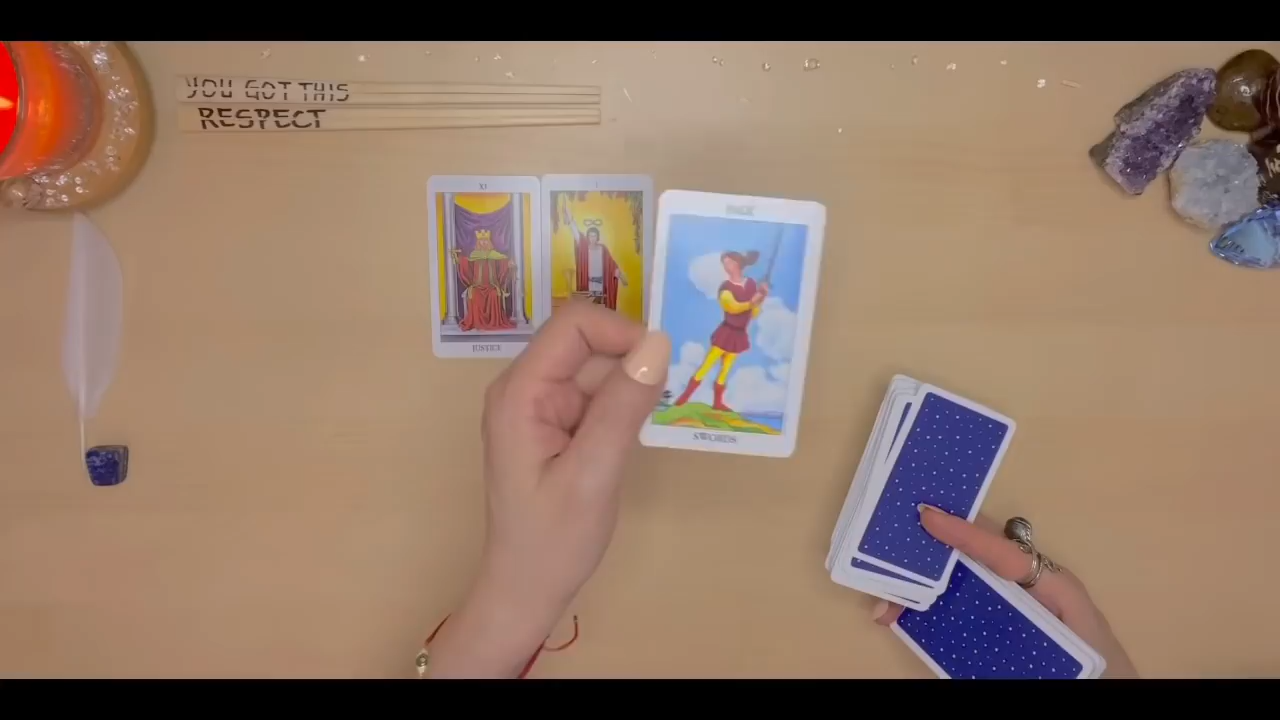 YOU GOT THIS
RESPECT
XI
I
PAGE
JUSTICE
SWORDS